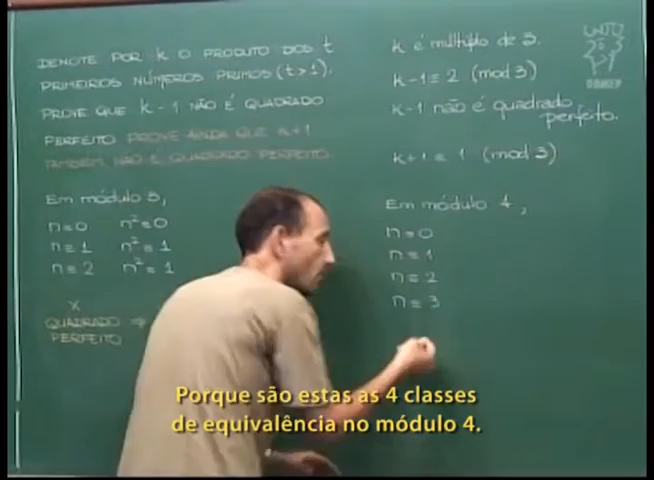 DENOTE POR k O PRODUTO DOS t
PRIMEIROS NÚMEROS PRIMOS (t>1).
PROVE QUE k-1 NÃO É QUADRADO
PERFEITO. PROVE AINDA QUE k+1
TAMBÉM NÃO É QUADRADO PERFEITO.
Em módulo 3,
n≡0 n²≡0
n≡1 n²≡1
n≡2 n²≡1
X
QUADRADO ⇒
PERFEITO
k é múltiplo de 3.
k-1≡2 (mod 3)
k-1 não é quadrado
perfeito.
k+1≡1 (mod 3)
Em módulo 4,
n≡0
n≡1
n≡2
n≡3
Porque são estas as 4 classes
de equivalência no módulo 4.